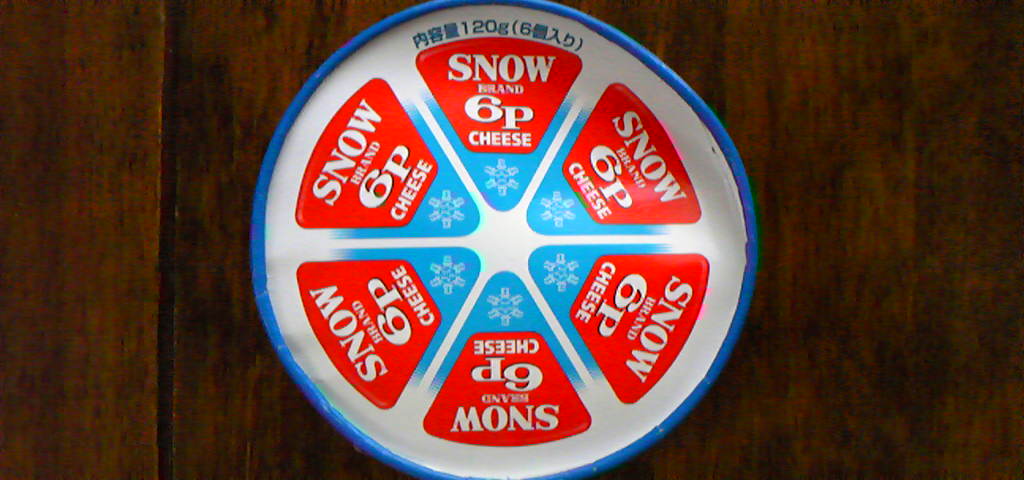 内容量120g(6個入り)
SNOW
BRAND
6P
CHEESE
SNOW
BRAND
6P
CHEESE
SNOW
BRAND
6P
CHEESE
SNOW
BRAND
6P
CHEESE
SNOW
BRAND
6P
CHEESE
SNOW
BRAND
6P
CHEESE